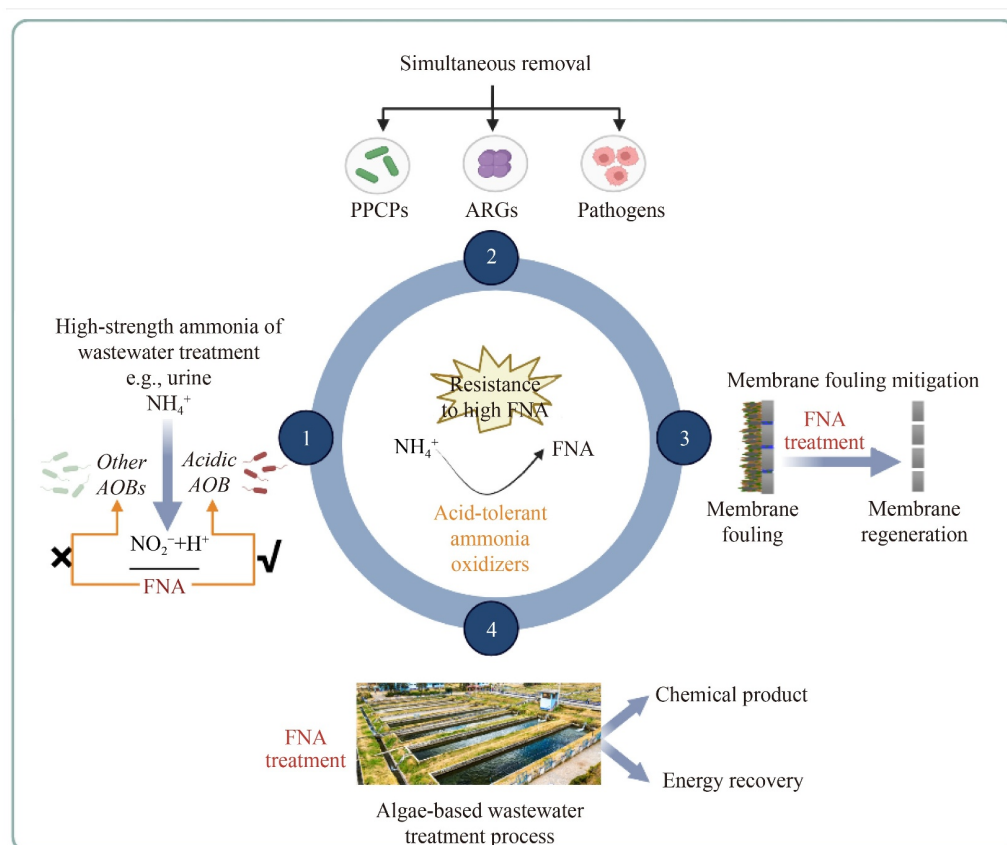 Simultaneous removal
PPCPs
ARGs
Pathogens
2
High-strength ammonia of
wastewater treatment
e.g., urine
NH₄⁺
Other
AOBs
Acidic
AOB
NO₂⁻+H⁺
FNA
1
Resistance
to high FNA
NH₄⁺
FNA
Acid-tolerant
ammonia
oxidizers
3
Membrane fouling mitigation
FNA
treatment
Membrane
fouling
Membrane
regeneration
4
FNA
treatment
Chemical product
Energy recovery
Algae-based wastewater
treatment process